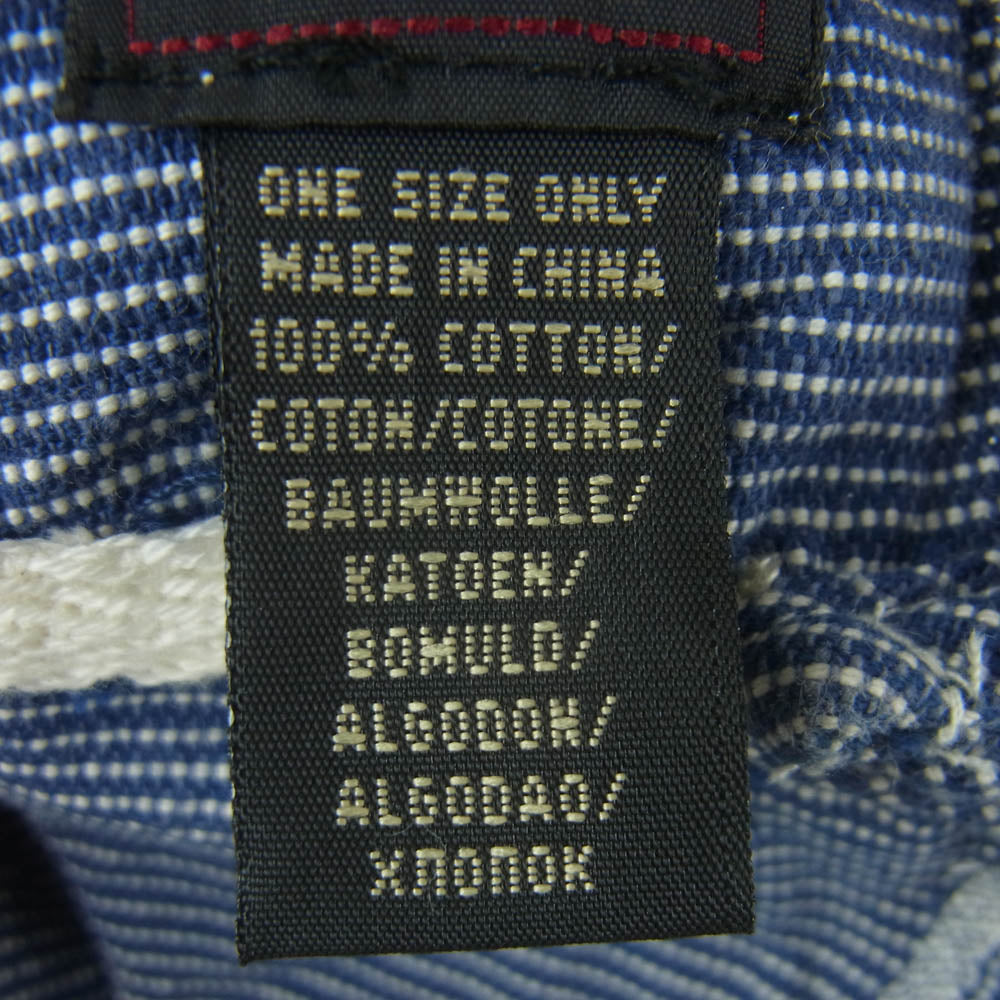 ONE SIZE ONLY
MADE IN CHINA
100% COTTON/
COTON/COTONE/
BAUMWOLLE/
KATOEN/
BOMULD/
ALGODON/
ALGODAO/
ХЛОПОК